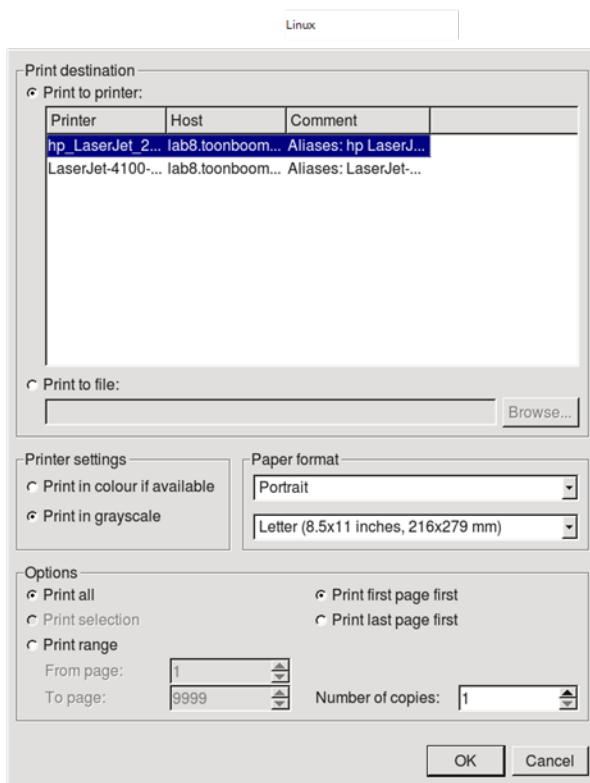 Linux
Print destination
Print to printer:
Printer Host Comment
hp_LaserJet_2... lab8.toonboom... Aliases: hp LaserJ...
LaserJet-4100-... lab8.toonboom... Aliases: LaserJet-...
Print to file:
Browse...
Printer settings
Print in colour if available
Print in grayscale
Paper format
Portrait
Letter (8.5x11 inches, 216x279 mm)
Options
Print all
Print selection
Print range
From page: 1
To page: 9999
Print first page first
Print last page first
Number of copies: 1
OK Cancel